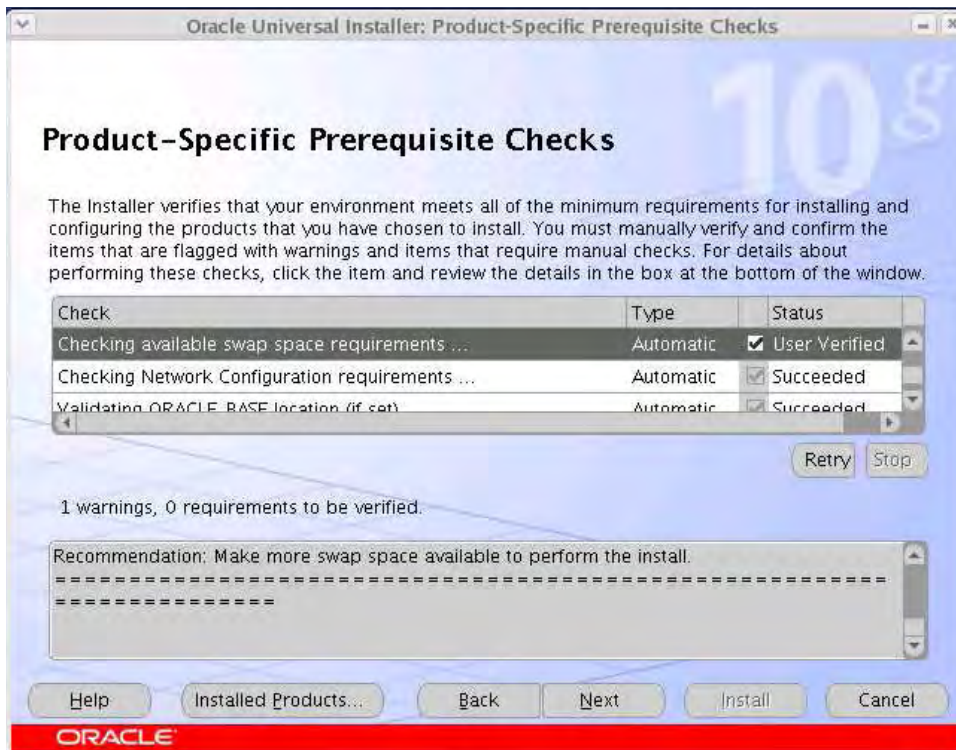 Oracle Universal Installer: Product-Specific Prerequisite Checks
10g
Product-Specific Prerequisite Checks
The Installer verifies that your environment meets all of the minimum requirements for installing and
configuring the products that you have chosen to install. You must manually verify and confirm the
items that are flagged with warnings and items that require manual checks. For details about
performing these checks, click the item and review the details in the box at the bottom of the window.
Check Type Status
Checking available swap space requirements ... Automatic User Verified
Checking Network Configuration requirements ... Automatic Succeeded
Validating ORACLE_BASE location (if set) Automatic Succeeded
Retry Stop
1 warnings, 0 requirements to be verified.
Recommendation: Make more swap space available to perform the install.
= = = = = = = = = = = = = = = = = = = = = = = = = = = = = = = = = = = = = = = = = = = = = = = = = = = = = = = =
= = = = = = = = = = = = = = =
Help Installed Products... Back Next Install Cancel
ORACLE